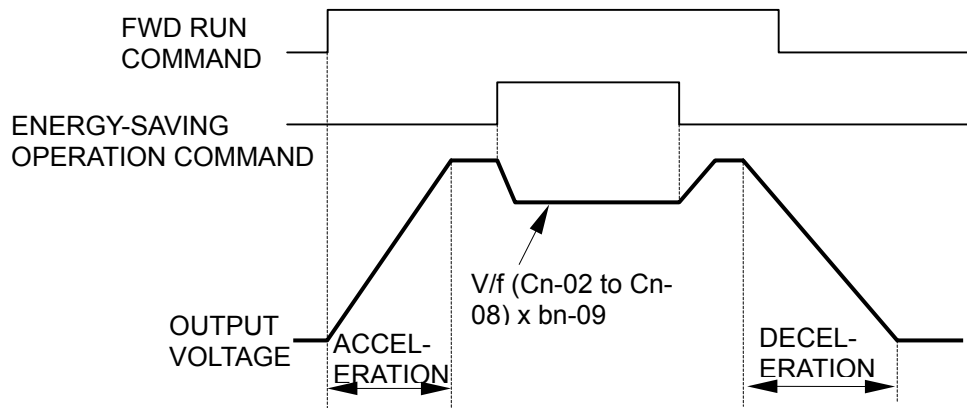 FWD RUN
COMMAND
ENERGY-SAVING
OPERATION COMMAND
V/f (Cn-02 to Cn-
08) x bn-09
OUTPUT
VOLTAGE
ACCEL-
ERATION
DECEL-
ERATION